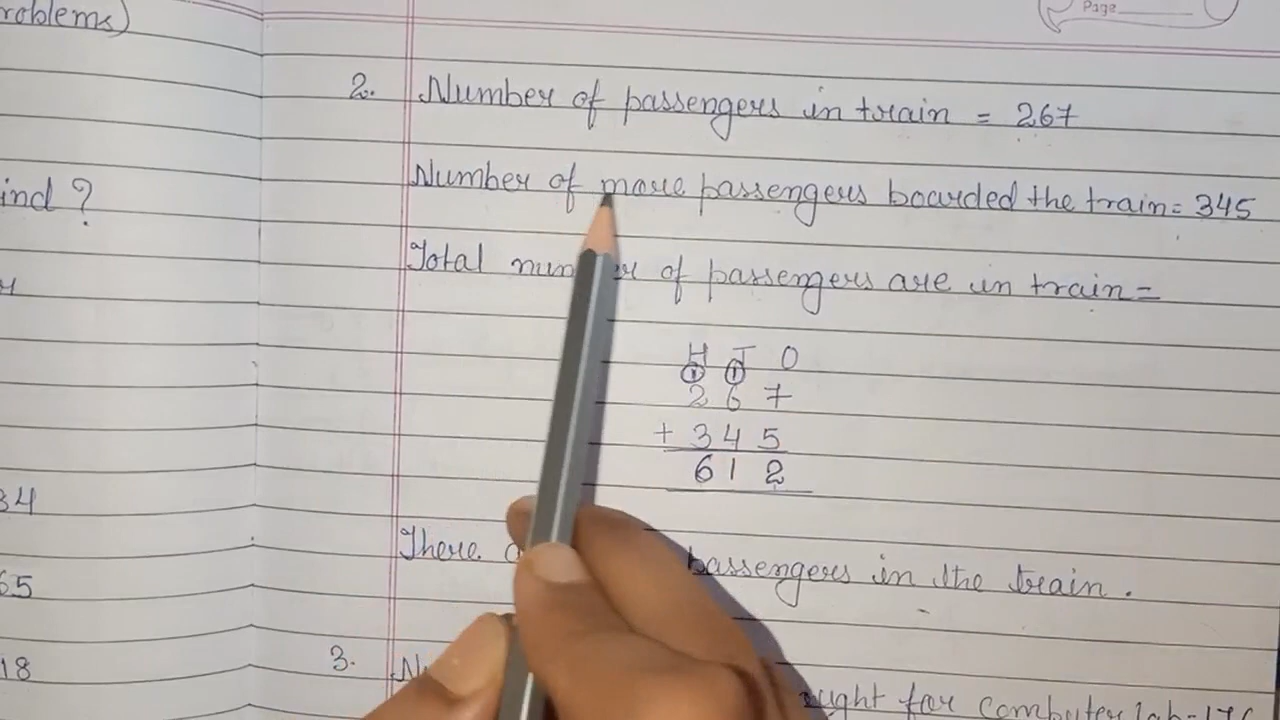 roblems)
Page
2. Number of passengers in train = 267
ind ?
Number of more passengers boarded the train = 345
Total of passengers are in train =
H T O
1 1
2 6 7
34
+ 3 4 5
6 1 2
There passengers in the train.
65
18
3.
for computer lab = 176